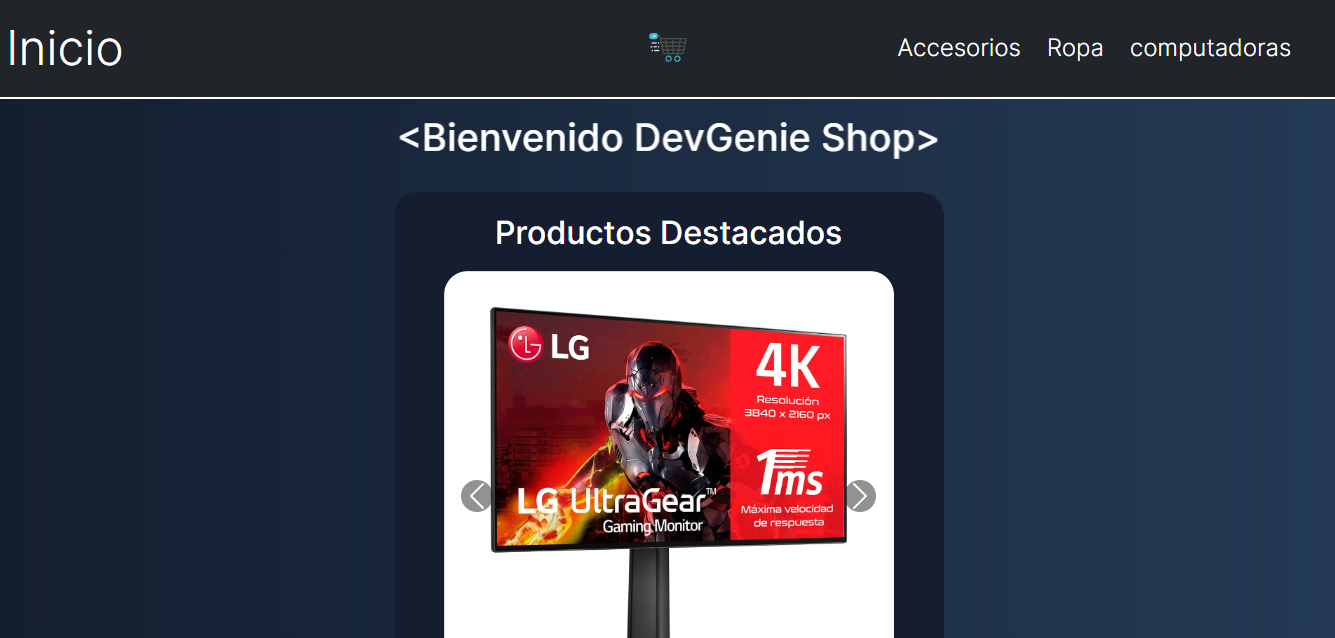 Inicio
Accesorios Ropa computadoras
<Bienvenido DevGenie Shop>
Productos Destacados
LG
4K
Resolución
3840 x 2160 px
1ms
Máxima velocidad
de respuesta
LG UltraGear™
Gaming Monitor